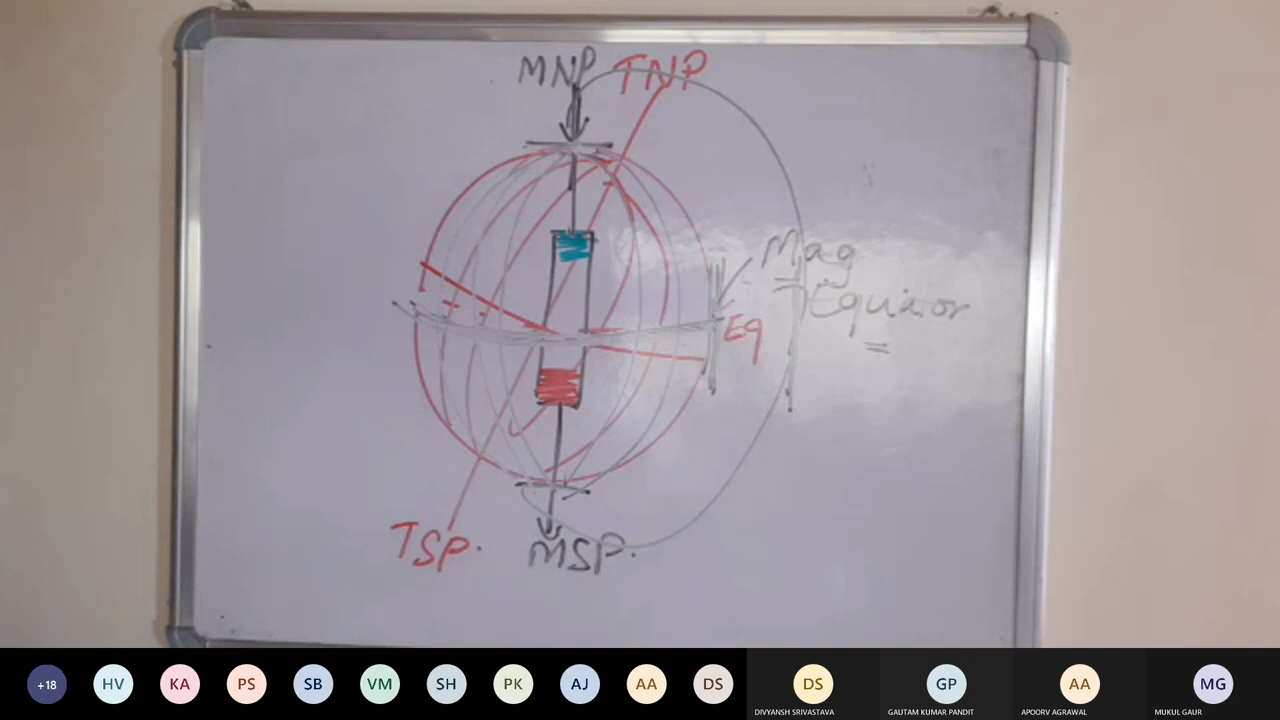 MNP TNP
Mag
Equator
Eq
TSP.
MSP.
+18 HV KA PS SB VM SH PK AJ AA DS DS GP AA MG
DIVYANSH SRIVASTAVA GAUTAM KUMAR PANDIT APOORV AGRAWAL MUKUL GAUR